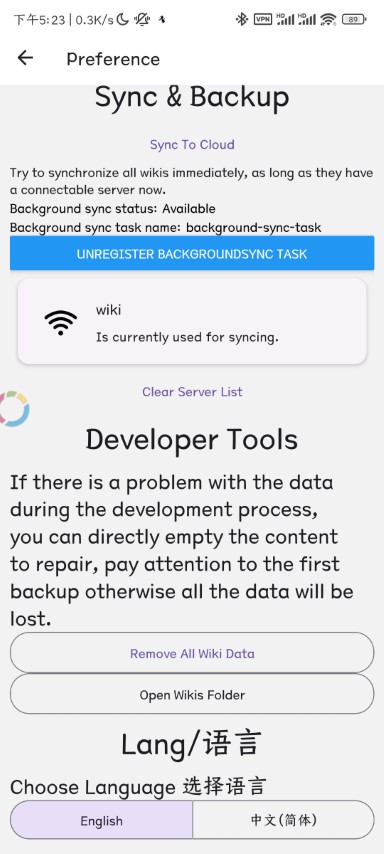 下午5:23 | 0.3K/s VPN HD HD 89
Preference
Sync & Backup
Sync To Cloud
Try to synchronize all wikis immediately, as long as they have
a connectable server now.
Background sync status: Available
Background sync task name: background-sync-task
UNREGISTER BACKGROUNDSYNC TASK
wiki
Is currently used for syncing.
Clear Server List
Developer Tools
If there is a problem with the data
during the development process,
you can directly empty the content
to repair, pay attention to the first
backup otherwise all the data will be
lost.
Remove All Wiki Data
Open Wikis Folder
Lang/语言
Choose Language 选择语言
English 中文(简体)